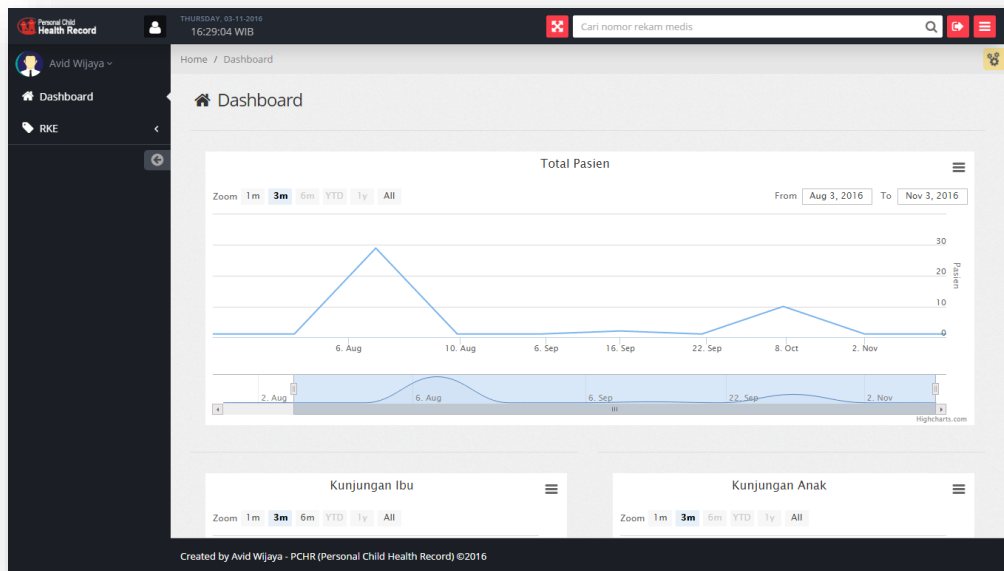 Personal Child
Health Record
THURSDAY, 03-11-2016
16:29:04 WIB
Cari nomor rekam medis
Avid Wijaya
Home / Dashboard
Dashboard
RKE
Dashboard
Total Pasien
Zoom 1m 3m 6m YTD 1y All
From Aug 3, 2016 To Nov 3, 2016
30
20
10
0
Pasien
6. Aug 10. Aug 6. Sep 16. Sep 22. Sep 8. Oct 2. Nov
2. Aug 6. Aug 6. Sep 22. Sep 2. Nov
Highcharts.com
Kunjungan Ibu
Zoom 1m 3m 6m YTD 1y All
Kunjungan Anak
Zoom 1m 3m 6m YTD 1y All
Created by Avid Wijaya - PCHR (Personal Child Health Record) ©2016